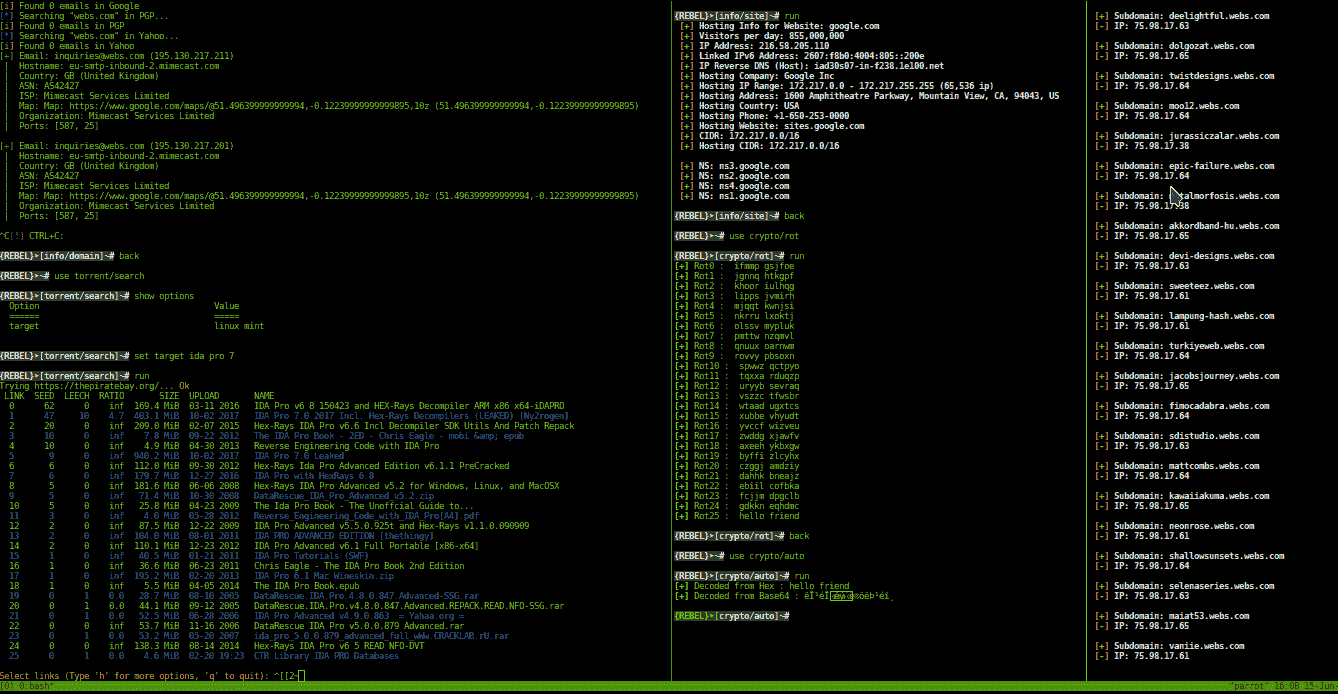 [i] Found 0 emails in Google
[*] Searching "webs.com" in PGP...
[i] Found 0 emails in PGP
[*] Searching "webs.com" in Yahoo...
[i] Found 0 emails in Yahoo
[+] Email: inquiries@webs.com (195.130.217.211)
 |  Hostname: eu-smtp-inbound-2.mimecast.com
 |  Country: GB (United Kingdom)
 |  ASN: AS42427
 |  ISP: Mimecast Services Limited
 |  Map: Map: https://www.google.com/maps/@51.496399999999994,-0.12239999999999895,10z (51.496399999999994,-0.12239999999999895)
 |  Organization: Mimecast Services Limited
 |  Ports: [587, 25]
[+] Email: inquiries@webs.com (195.130.217.201)
 |  Hostname: eu-smtp-inbound-2.mimecast.com
 |  Country: GB (United Kingdom)
 |  ASN: AS42427
 |  ISP: Mimecast Services Limited
 |  Map: Map: https://www.google.com/maps/@51.496399999999994,-0.12239999999999895,10z (51.496399999999994,-0.12239999999999895)
 |  Organization: Mimecast Services Limited
 |  Ports: [587, 25]
^C[!] CTRL+C:
{REBEL}➤[info/domain]~# back
{REBEL}➤~# use torrent/search
{REBEL}➤[torrent/search]~# show options
Option Value
====== =====
target linux mint
{REBEL}➤[torrent/search]~# set target ida pro 7
{REBEL}➤[torrent/search]~# run
Trying https://thepiratebay.org/... Ok
LINK SEED LEECH RATIO SIZE UPLOAD NAME
0 62 0 inf 169.4 MiB 03-11 2016 IDA Pro v6 8 150423 and HEX-Rays Decompiler ARM x86 x64-iDAPRO
1 47 10 4.7 403.1 MiB 10-02 2017 IDA Pro 7.0 2017 Incl. Hex-Rays Decompilers (LEAKED) [Ny2rogen]
2 20 0 inf 209.0 MiB 02-07 2015 Hex-Rays IDA Pro v6.6 Incl Decompiler SDK Utils And Patch Repack
3 10 0 inf 7.8 MiB 09-22 2012 The IDA Pro Book - 2ED - Chris Eagle - mobi &amp; epub
4 10 0 inf 4.9 MiB 04-30 2013 Reverse Engineering Code with IDA Pro
5 9 0 inf 940.2 MiB 10-02 2017 IDA Pro 7.0 Leaked
6 6 0 inf 112.0 MiB 09-30 2012 Hex-Rays Ida Pro Advanced Edition v6.1.1 PreCracked
7 6 0 inf 179.7 MiB 12-27 2016 IDA Pro with HexRays 6.8
8 5 0 inf 181.6 MiB 06-06 2008 Hex-Rays IDA Pro Advanced v5.2 for Windows, Linux, and MacOSX
9 5 0 inf 71.4 MiB 10-30 2008 DataRescue_IDA_Pro_Advanced_v5.2.zip
10 5 0 inf 25.8 MiB 04-23 2009 The Ida Pro Book - The Unoffcial Guide to...
11 3 0 inf 4.0 MiB 05-28 2012 Reverse_Engineering_Code_with_IDA_Pro[A4].pdf
12 2 0 inf 87.5 MiB 12-22 2009 IDA Pro Advanced v5.5.0.925t and Hex-Rays v1.1.0.090909
13 2 0 inf 104.0 MiB 08-01 2011 IDA PRO ADVANCED EDITION [thethingy]
14 2 0 inf 110.1 MiB 12-23 2012 IDA Pro Advanced v6.1 Full Portable [x86-x64]
15 1 0 inf 40.5 MiB 01-21 2011 IDA Pro Tutorials (SWF)
16 1 0 inf 36.6 MiB 06-23 2011 Chris Eagle - The IDA Pro Book 2nd Edition
17 1 0 inf 195.2 MiB 02-20 2013 IDA Pro 6.1 Mac Wineskin.zip
18 1 0 inf 5.5 MiB 04-05 2014 The IDA Pro Book.epub
19 0 1 0.0 28.7 MiB 08-10 2005 DataRescue.IDA.Pro.4.8.0.847.Advanced-SSG.rar
20 0 1 0.0 44.1 MiB 09-12 2005 DataRescue.IDA.Pro.v4.8.0.847.Advanced.REPACK.READ.NFO-SSG.rar
21 0 1 0.0 52.5 MiB 06-28 2006 IDA Pro Advanced v4.9.0.863 = Yahaa.org =
22 0 0 inf 53.7 MiB 11-16 2006 DataRescue IDA Pro v5.0.0.879 Advanced.rar
23 0 1 0.0 53.2 MiB 05-20 2007 ida_pro_5.0.0.879_advanced_full_wWw.CRACKLAB.rU.rar
24 0 0 inf 138.3 MiB 08-14 2014 Hex-Rays IDA Pro v6 5 READ NFO-DVT
25 0 1 0.0 4.6 MiB 02-20 19:23 CTR Library IDA PRO Databases
Select links (Type 'h' for more options, 'q' to quit): ^[[2~
{REBEL}➤[info/site]~# run
[+] Hosting Info for Website: google.com
[+] Visitors per day: 855,000,000
[+] IP Address: 216.58.205.110
[+] Linked IPv6 Address: 2607:f8b0:4004:805::200e
[+] IP Reverse DNS (Host): iad30s07-in-f238.1e100.net
[+] Hosting Company: Google Inc
[+] Hosting IP Range: 172.217.0.0 - 172.217.255.255 (65,536 ip)
[+] Hosting Address: 1600 Amphitheatre Parkway, Mountain View, CA, 94043, US
[+] Hosting Country: USA
[+] Hosting Phone: +1-650-253-0000
[+] Hosting Website: sites.google.com
[+] CIDR: 172.217.0.0/16
[+] Hosting CIDR: 172.217.0.0/16
[+] NS: ns3.google.com
[+] NS: ns2.google.com
[+] NS: ns4.google.com
[+] NS: ns1.google.com
{REBEL}➤[info/site]~# back
{REBEL}➤~# use crypto/rot
{REBEL}➤[crypto/rot]~# run
[+] Rot0 : ifmmp gsjfoe
[+] Rot1 : jgnnq htkgpf
[+] Rot2 : khoor iulhqg
[+] Rot3 : lipps jvmirh
[+] Rot4 : mjqqt kwnjsi
[+] Rot5 : nkrru lxoktj
[+] Rot6 : olssv mypluk
[+] Rot7 : pmttw nzqmvl
[+] Rot8 : qnuux oarnwm
[+] Rot9 : rovvy pbsoxn
[+] Rot10 : spwwz qctpyo
[+] Rot11 : tqxxa rduqzp
[+] Rot12 : uryyb sevraq
[+] Rot13 : vszzc tfwsbr
[+] Rot14 : wtaad ugxtcs
[+] Rot15 : xubbe vhyudt
[+] Rot16 : yvccf wizveu
[+] Rot17 : zwddg xjawfv
[+] Rot18 : axeeh ykbxgw
[+] Rot19 : byffi zlcyhx
[+] Rot20 : czggj amdziy
[+] Rot21 : dahhk bneajz
[+] Rot22 : ebiil cofbka
[+] Rot23 : fcjjm dpgclb
[+] Rot24 : gdkkn eqhdmc
[+] Rot25 : hello friend
{REBEL}➤[crypto/rot]~# back
{REBEL}➤~# use crypto/auto
{REBEL}➤[crypto/auto]~# run
[+] Decoded from Hex : hello friend
[+] Decoded from Base64 :
{REBEL}➤[crypto/auto]~#
[+] Subdomain: deelightful.webs.com
[-] IP: 75.98.17.63
[+] Subdomain: dolgozat.webs.com
[-] IP: 75.98.17.65
[+] Subdomain: twistdesigns.webs.com
[-] IP: 75.98.17.64
[+] Subdomain: moo12.webs.com
[-] IP: 75.98.17.64
[+] Subdomain: jurassiczalar.webs.com
[-] IP: 75.98.17.38
[+] Subdomain: epic-failure.webs.com
[-] IP: 75.98.17.64
[+] Subdomain:
[-] IP: 75.98.17.38
[+] Subdomain: akkordband-hu.webs.com
[-] IP: 75.98.17.65
[+] Subdomain: devi-designs.webs.com
[-] IP: 75.98.17.63
[+] Subdomain: sweeteez.webs.com
[-] IP: 75.98.17.61
[+] Subdomain: lampung-hash.webs.com
[-] IP: 75.98.17.61
[+] Subdomain: turkiyeweb.webs.com
[-] IP: 75.98.17.64
[+] Subdomain: jacobsjourney.webs.com
[-] IP: 75.98.17.65
[+] Subdomain: fimocadabra.webs.com
[-] IP: 75.98.17.64
[+] Subdomain: sdistudio.webs.com
[-] IP: 75.98.17.63
[+] Subdomain: mattcombs.webs.com
[-] IP: 75.98.17.64
[+] Subdomain: kawaiiakuma.webs.com
[-] IP: 75.98.17.65
[+] Subdomain: neonrose.webs.com
[-] IP: 75.98.17.61
[+] Subdomain: shallowsunsets.webs.com
[-] IP: 75.98.17.64
[+] Subdomain: selenaseries.webs.com
[-] IP: 75.98.17.63
[+] Subdomain: maiat53.webs.com
[-] IP: 75.98.17.65
[+] Subdomain: vaniie.webs.com
[-] IP: 75.98.17.61
[0] 0:bash* "parrot" 16:00 15-Jun-